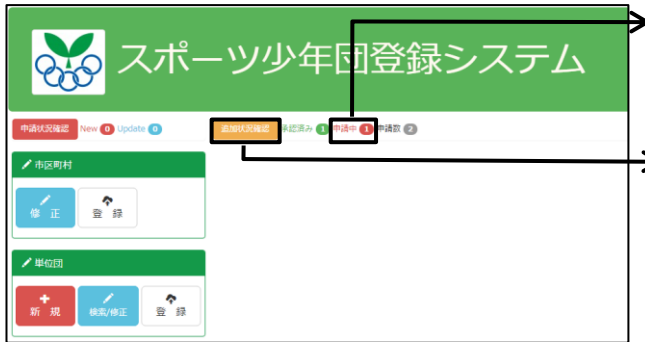 スポーツ少年団登録システム
申請状況確認 New 0 Update 0 追加状況確認 承認済み 1 申請中 1 申請数 2
市区町村
修 正 登 録
単位団
新 規 検索/修正 登 録